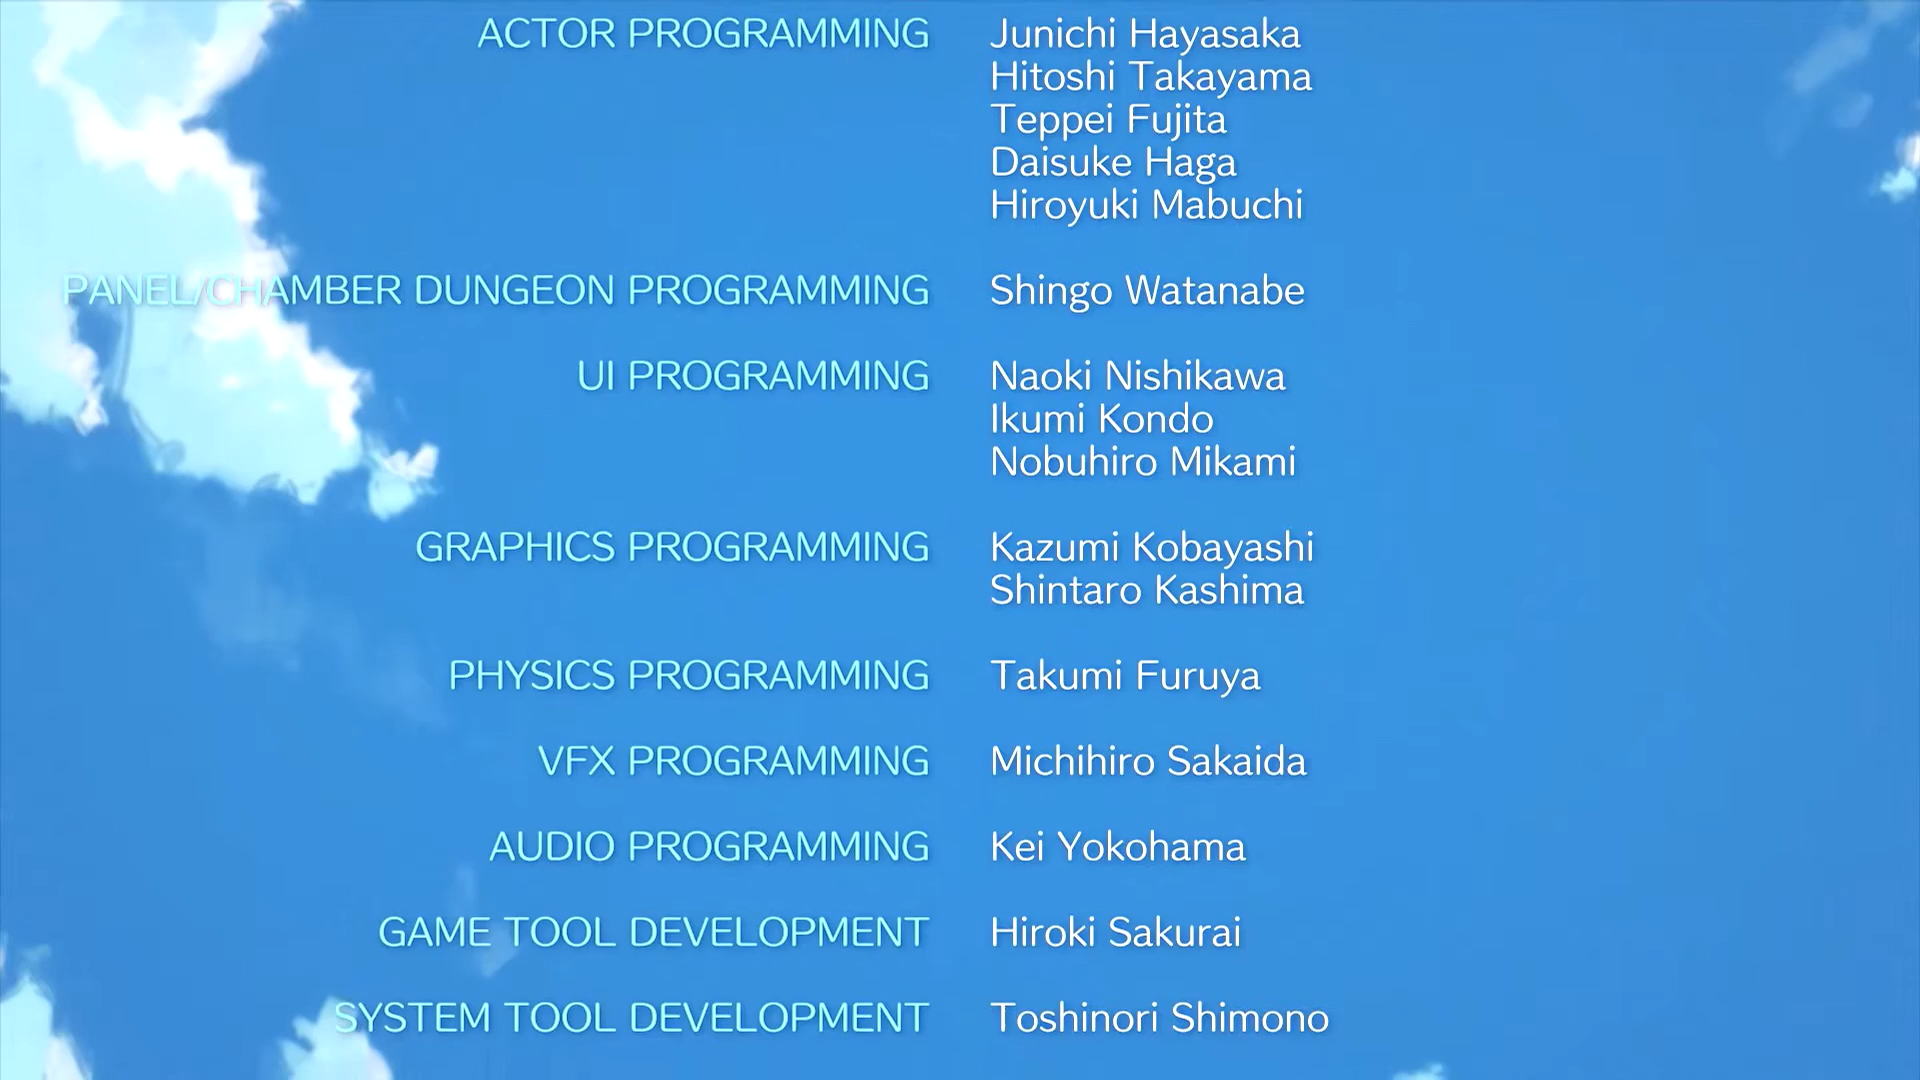 ACTOR PROGRAMMING Junichi Hayasaka
Hitoshi Takayama
Teppei Fujita
Daisuke Haga
Hiroyuki Mabuchi
PANEL/CHAMBER DUNGEON PROGRAMMING Shingo Watanabe
UI PROGRAMMING Naoki Nishikawa
Ikumi Kondo
Nobuhiro Mikami
GRAPHICS PROGRAMMING Kazumi Kobayashi
Shintaro Kashima
PHYSICS PROGRAMMING Takumi Furuya
VFX PROGRAMMING Michihiro Sakaida
AUDIO PROGRAMMING Kei Yokohama
GAME TOOL DEVELOPMENT Hiroki Sakurai
SYSTEM TOOL DEVELOPMENT Toshinori Shimono